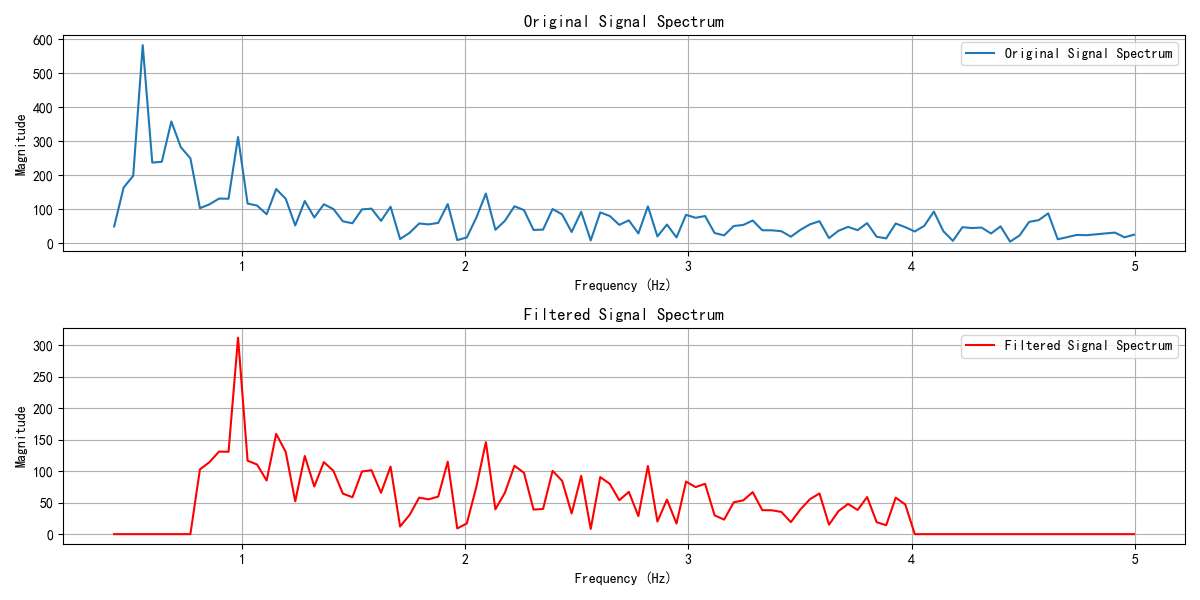 Original Signal Spectrum
600
500
400
300
200
100
0
Magnitude
Original Signal Spectrum
1 2 3 4 5
Frequency (Hz)
Filtered Signal Spectrum
300
250
200
150
100
50
0
Magnitude
Filtered Signal Spectrum
1 2 3 4 5
Frequency (Hz)